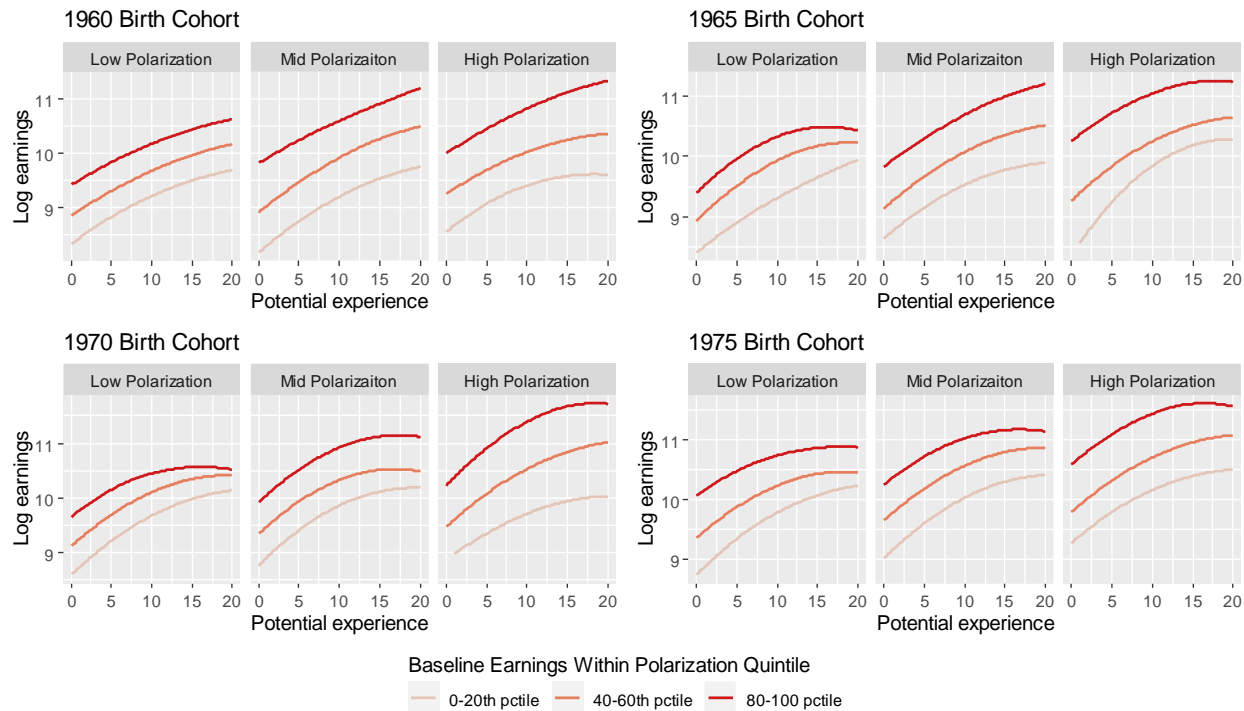 1960 Birth Cohort
Low Polarization
Mid Polarizaiton
High Polarization
11
10
9
Log earnings
0 5 10 15 20
0 5 10 15 20
0 5 10 15 20
Potential experience
1965 Birth Cohort
Low Polarization
Mid Polarizaiton
High Polarization
11
10
9
Log earnings
0 5 10 15 20
0 5 10 15 20
0 5 10 15 20
Potential experience
1970 Birth Cohort
Low Polarization
Mid Polarizaiton
High Polarization
11
10
9
Log earnings
0 5 10 15 20
0 5 10 15 20
0 5 10 15 20
Potential experience
1975 Birth Cohort
Low Polarization
Mid Polarizaiton
High Polarization
11
10
9
Log earnings
0 5 10 15 20
0 5 10 15 20
0 5 10 15 20
Potential experience
Baseline Earnings Within Polarization Quintile
0-20th pctile
40-60th pctile
80-100 pctile